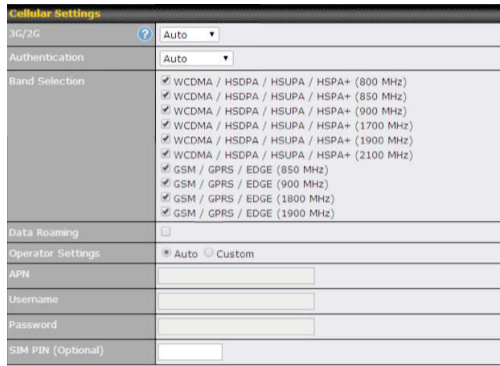 Cellular Settings
3G/2G ? Auto
Authentication Auto
Band Selection
WCDMA / HSDPA / HSUPA / HSPA+ (800 MHz)
WCDMA / HSDPA / HSUPA / HSPA+ (850 MHz)
WCDMA / HSDPA / HSUPA / HSPA+ (900 MHz)
WCDMA / HSDPA / HSUPA / HSPA+ (1700 MHz)
WCDMA / HSDPA / HSUPA / HSPA+ (1900 MHz)
WCDMA / HSDPA / HSUPA / HSPA+ (2100 MHz)
GSM / GPRS / EDGE (850 MHz)
GSM / GPRS / EDGE (900 MHz)
GSM / GPRS / EDGE (1800 MHz)
GSM / GPRS / EDGE (1900 MHz)
Data Roaming
Operator Settings Auto Custom
APN
Username
Password
SIM PIN (Optional)